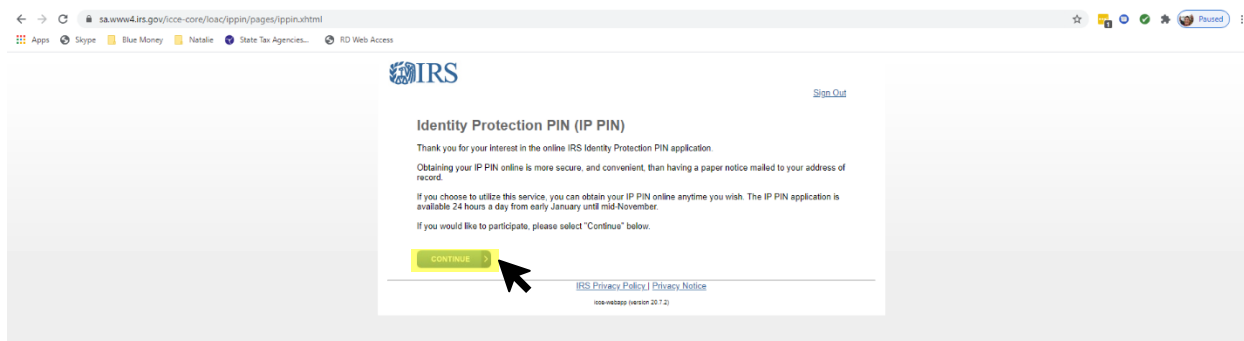 sa.www4.irs.gov/icce-core/loac/ippin/pages/ippin.xhtml
1
Paused
Apps Skype Blue Money Natalie State Tax Agencies... RD Web Access
IRS
Sign Out
Identity Protection PIN (IP PIN)
Thank you for your interest in the online IRS Identity Protection PIN application.
Obtaining your IP PIN online is more secure, and convenient, than having a paper notice mailed to your address of
record.
If you choose to utilize this service, you can obtain your IP PIN online anytime you wish. The IP PIN application is
available 24 hours a day from early January until mid-November.
If you would like to participate, please select "Continue" below.
CONTINUE
IRS Privacy Policy | Privacy Notice
icce-webapp (version 20.7.2)